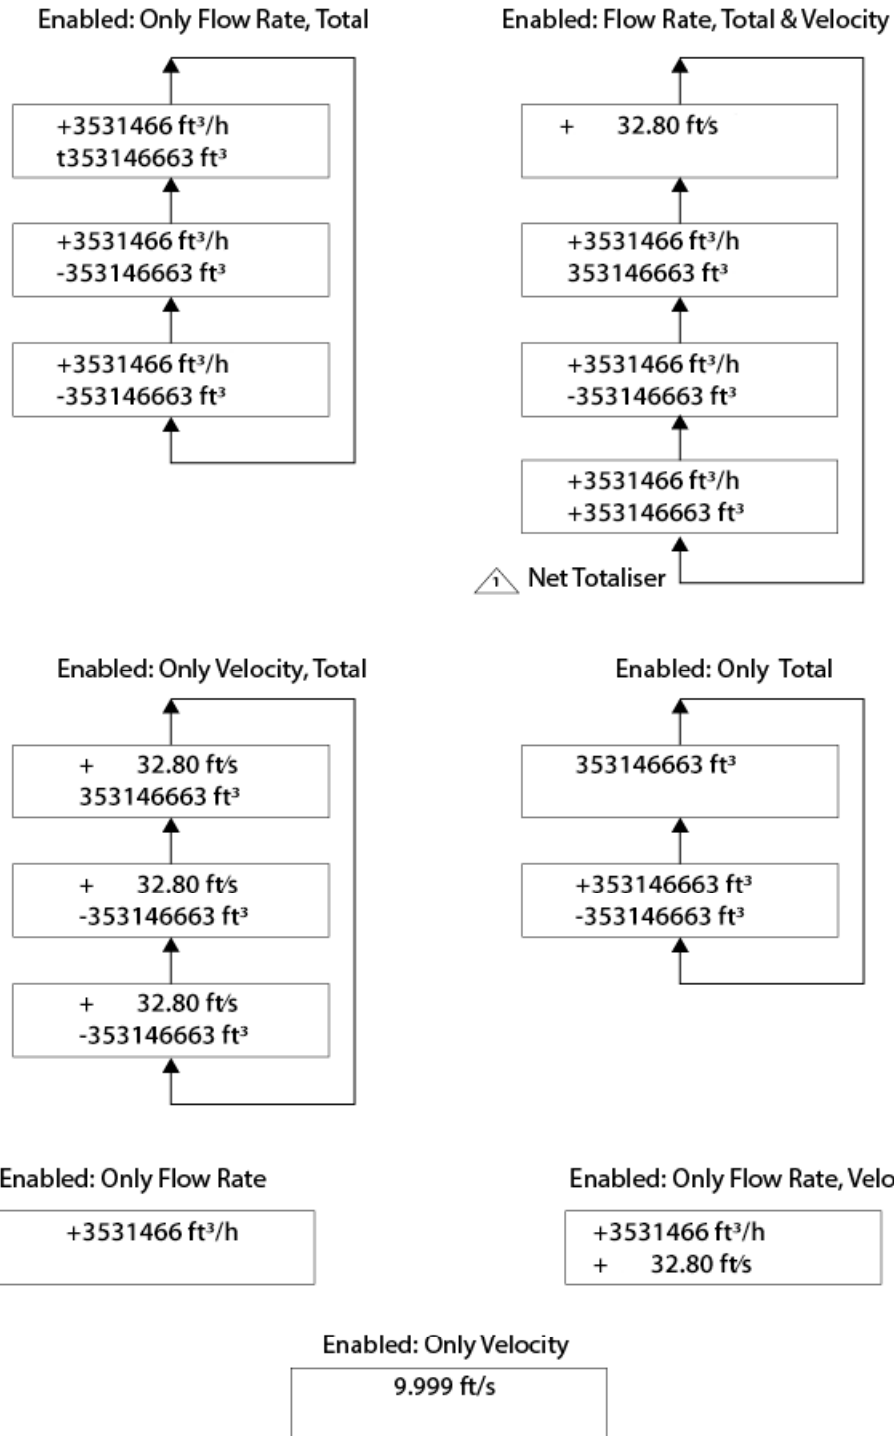 Enabled: Only Flow Rate, Total
+3531466 ft³/h
t353146663 ft³
+3531466 ft³/h
-353146663 ft³
+3531466 ft³/h
-353146663 ft³
Enabled: Flow Rate, Total & Velocity
+ 32.80 ft/s
+3531466 ft³/h
353146663 ft³
+3531466 ft³/h
-353146663 ft³
+3531466 ft³/h
+353146663 ft³
1 Net Totaliser
Enabled: Only Velocity, Total
+ 32.80 ft/s
353146663 ft³
+ 32.80 ft/s
-353146663 ft³
+ 32.80 ft/s
-353146663 ft³
Enabled: Only Total
353146663 ft³
+353146663 ft³
-353146663 ft³
Enabled: Only Flow Rate
+3531466 ft³/h
Enabled: Only Flow Rate, Velo
+3531466 ft³/h
+ 32.80 ft/s
Enabled: Only Velocity
9.999 ft/s